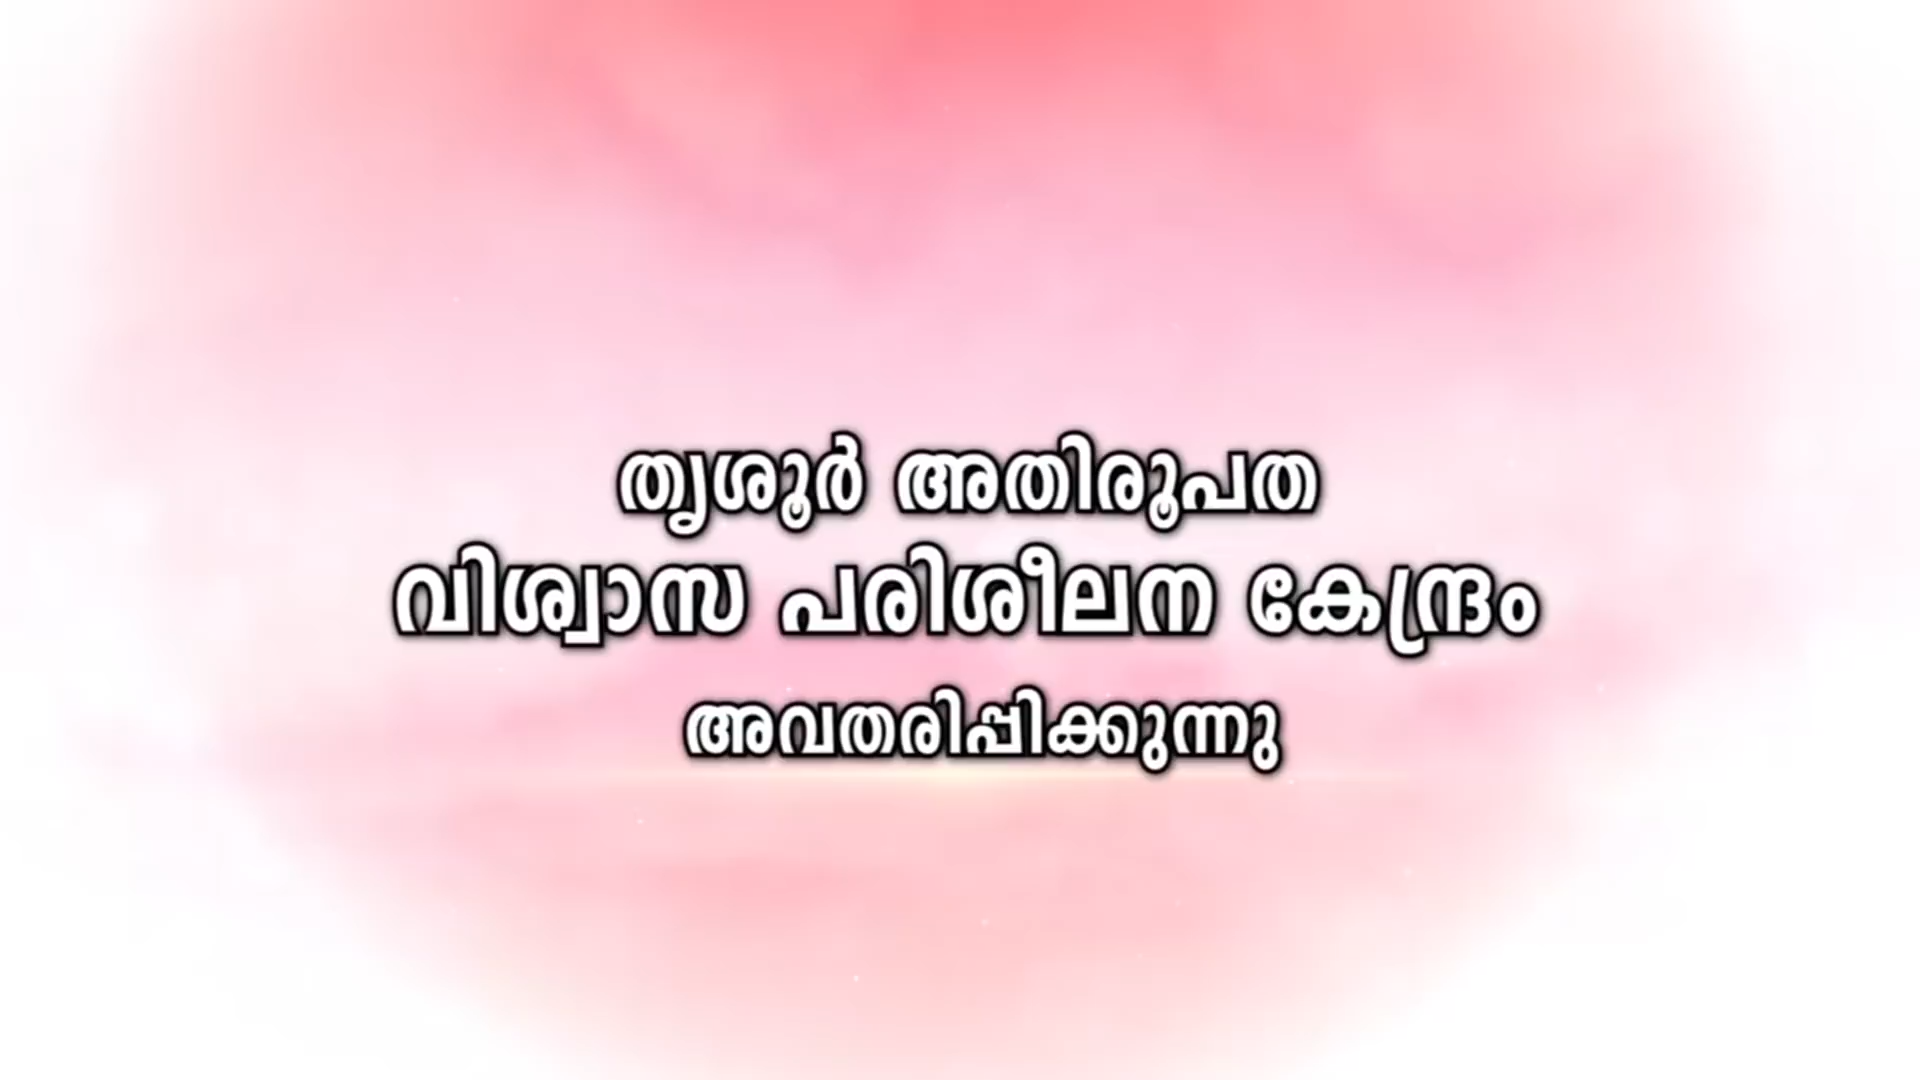 തൃശൂർ അതിരൂപത
വിശ്വാസ പരിശീലന കേന്ദ്രം
അവതരിപ്പിക്കുന്നു